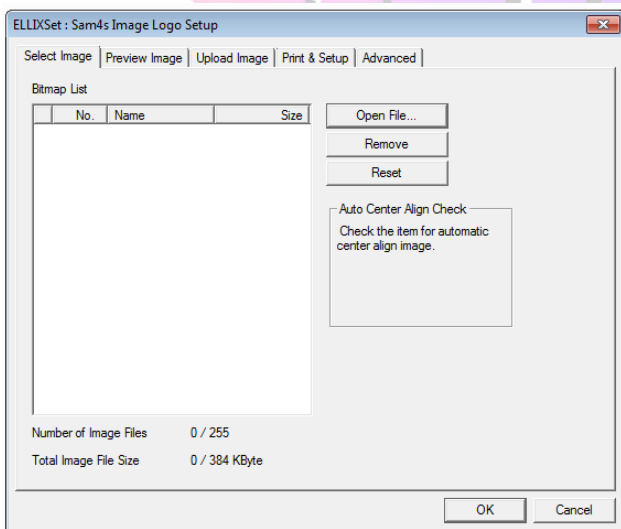 ELLIXSet : Sam4s Image Logo Setup
Select Image Preview Image Upload Image Print & Setup Advanced
Bitmap List
No. Name Size
Open File...
Remove
Reset
Auto Center Align Check
Check the item for automatic
center align image.
Number of Image Files 0 / 255
Total Image File Size 0 / 384 KByte
OK Cancel